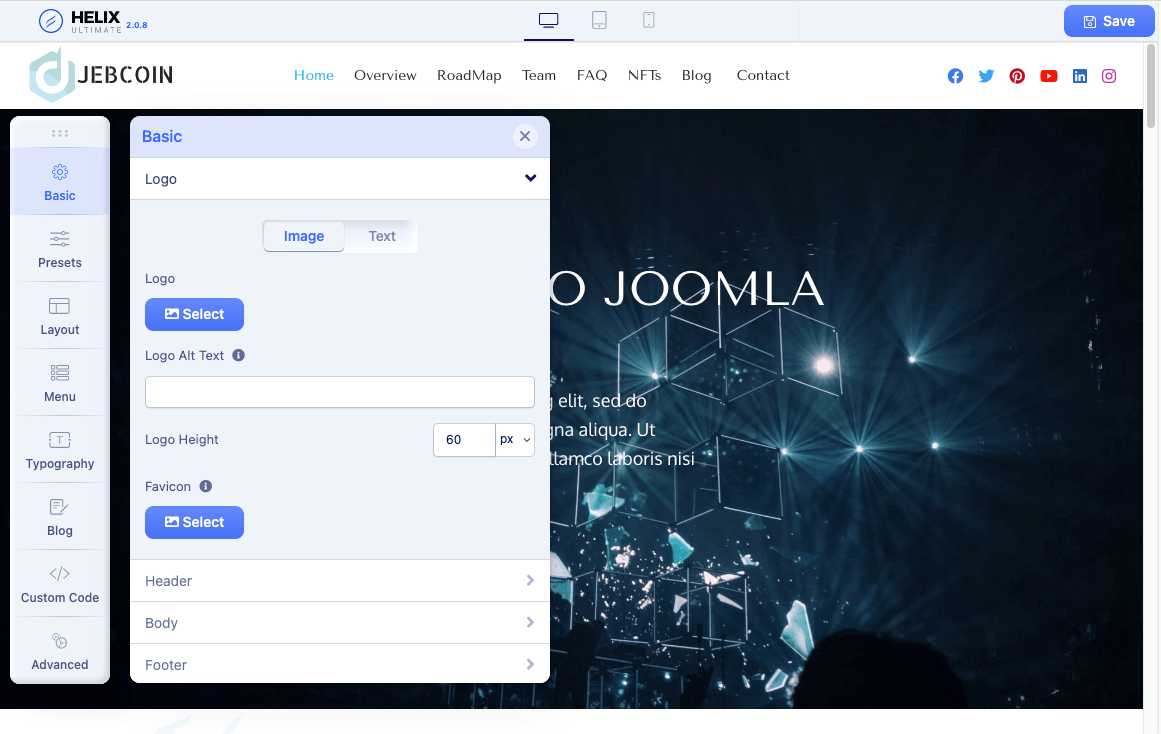 HELIX
ULTIMATE 2.0.8
Save
JEBCOIN
Home Overview RoadMap Team FAQ NFTs Blog Contact
Basic
Presets
Layout
Menu
Typography
Blog
Custom Code
Advanced
Basic
Logo
Image Text
Logo
Select
Logo Alt Text
Logo Height 60 px
Favicon
Select
Header
Body
Footer
O JOOMLA
elit, sed do
gna aliqua. Ut
llamco laboris nisi